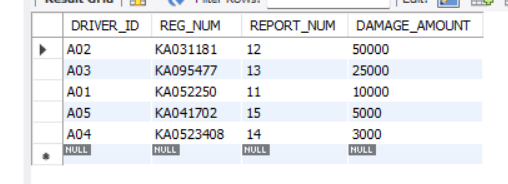 Result Grid Filter Rows: Edit:
DRIVER_ID REG_NUM REPORT_NUM DAMAGE_AMOUNT
A02 KA031181 12 50000
A03 KA095477 13 25000
A01 KA052250 11 10000
A05 KA041702 15 5000
A04 KA0523408 14 3000
NULL NULL NULL NULL